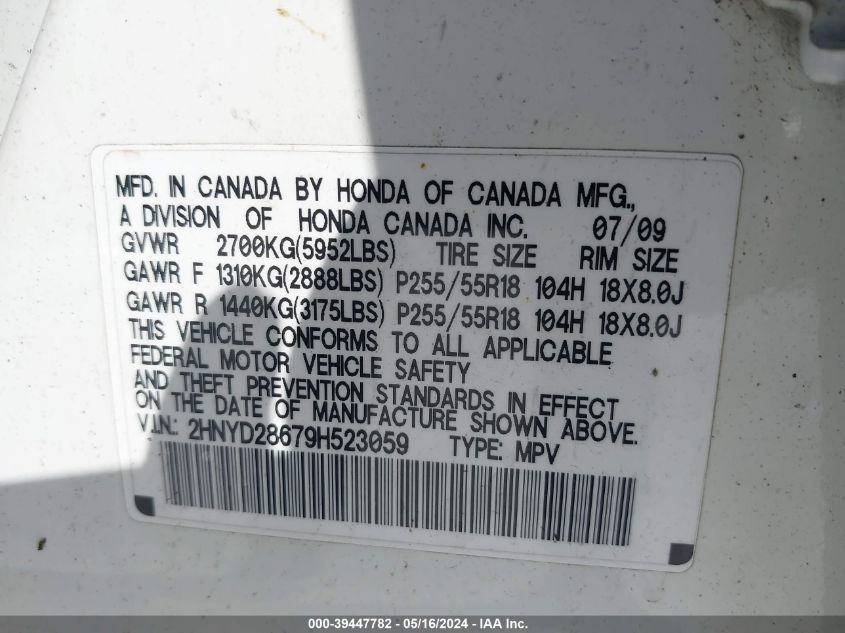 MFD. IN CANADA BY HONDA OF CANADA MFG.,
A DIVISION OF HONDA CANADA INC. 07/09
GVWR 2700KG(5952LBS) TIRE SIZE RIM SIZE
GAWR F 1310KG(2888LBS) P255/55R18 104H 18X8.0J
GAWR R 1440KG(3175LBS) P255/55R18 104H 18X8.0J
THIS VEHICLE CONFORMS TO ALL APPLICABLE
FEDERAL MOTOR VEHICLE SAFETY
AND THEFT PREVENTION STANDARDS IN EFFECT
ON THE DATE OF MANUFACTURE SHOWN ABOVE.
V.I.N.: 2HNYD28679H523059 TYPE: MPV
000-39447782 - 05/16/2024 - IAA Inc.